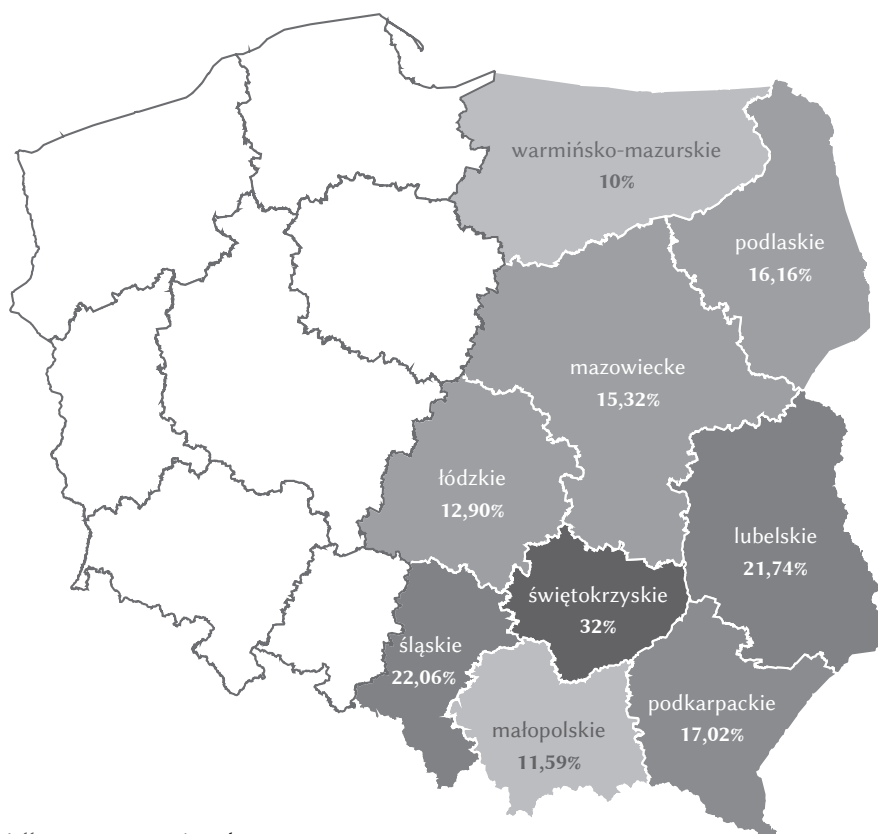 warmińsko-mazurskie
10%
podlaskie
16,16%
mazowiecke
15,32%
łódzkie
12,90%
lubelskie
21,74%
świętokrzyskie
32%
śląskie
22,06%
podkarpackie
17,02%
małopolskie
11,59%